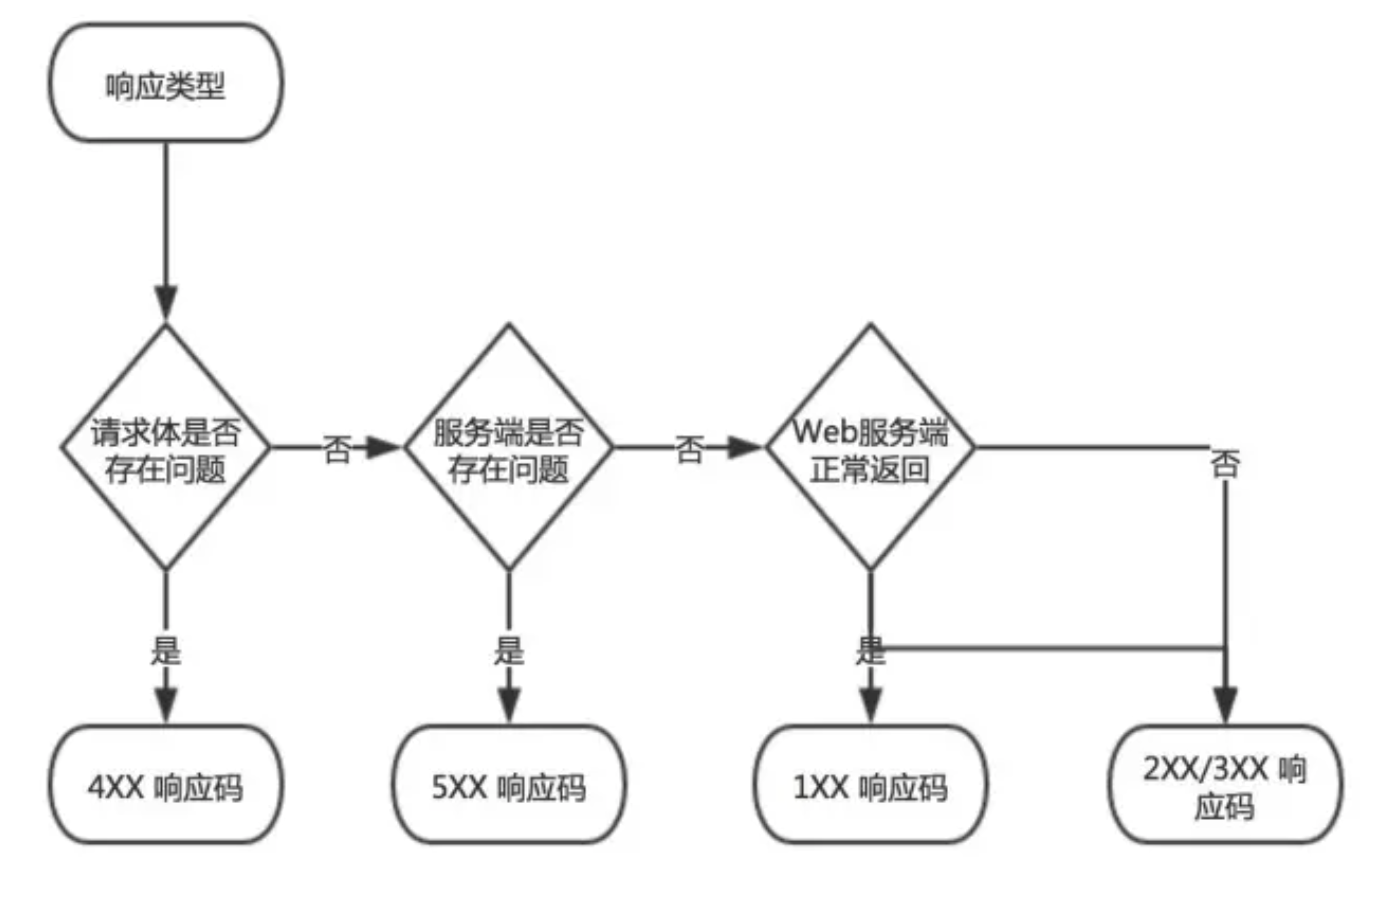 响应类型
请求体是否
存在问题
否
服务端是否
存在问题
否
Web服务端
正常返回
否
是
是
是
4XX 响应码
5XX 响应码
1XX 响应码
2XX/3XX 响
应码